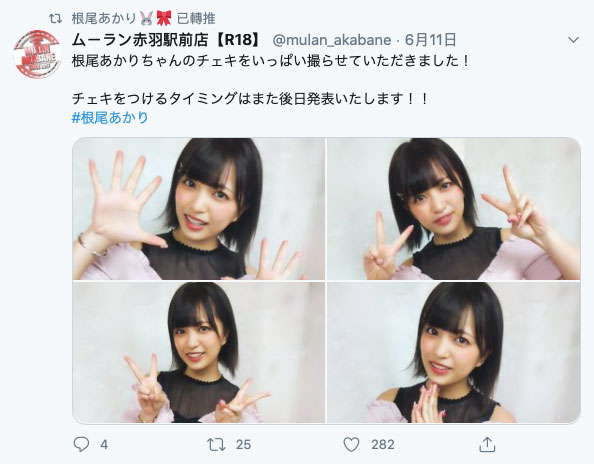 根尾あかり🐰🎀 已轉推
ムーラン赤羽駅前店【R18】 @mulan_akabane · 6月11日
根尾あかりちゃんのチェキをいっぱい撮らせていただきました！
チェキをつけるタイミングはまた後日発表いたします！！
#根尾あかり
4 25 282